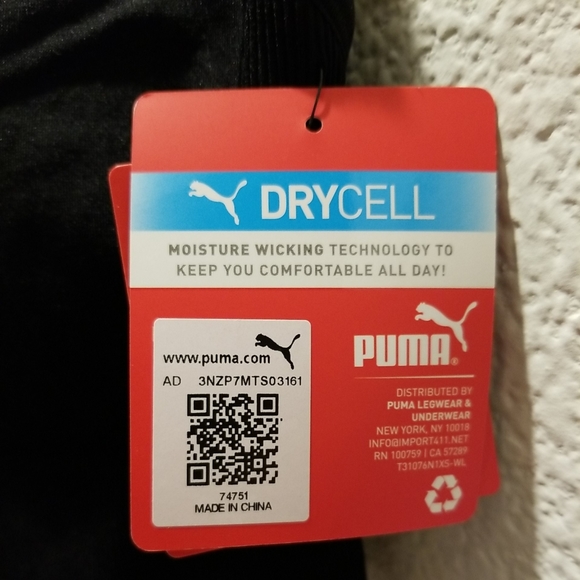 DRYCELL
MOISTURE WICKING TECHNOLOGY TO
KEEP YOU COMFORTABLE ALL DAY!
www.puma.com
AD 3NZP7MTS03161
74751
MADE IN CHINA
PUMA®
DISTRIBUTED BY
PUMA LEGWEAR &
UNDERWEAR
NEW YORK, NY 10018
INFO@IMPORT411.NET
RN 100759 | CA 57289
T31076N1XS-WL